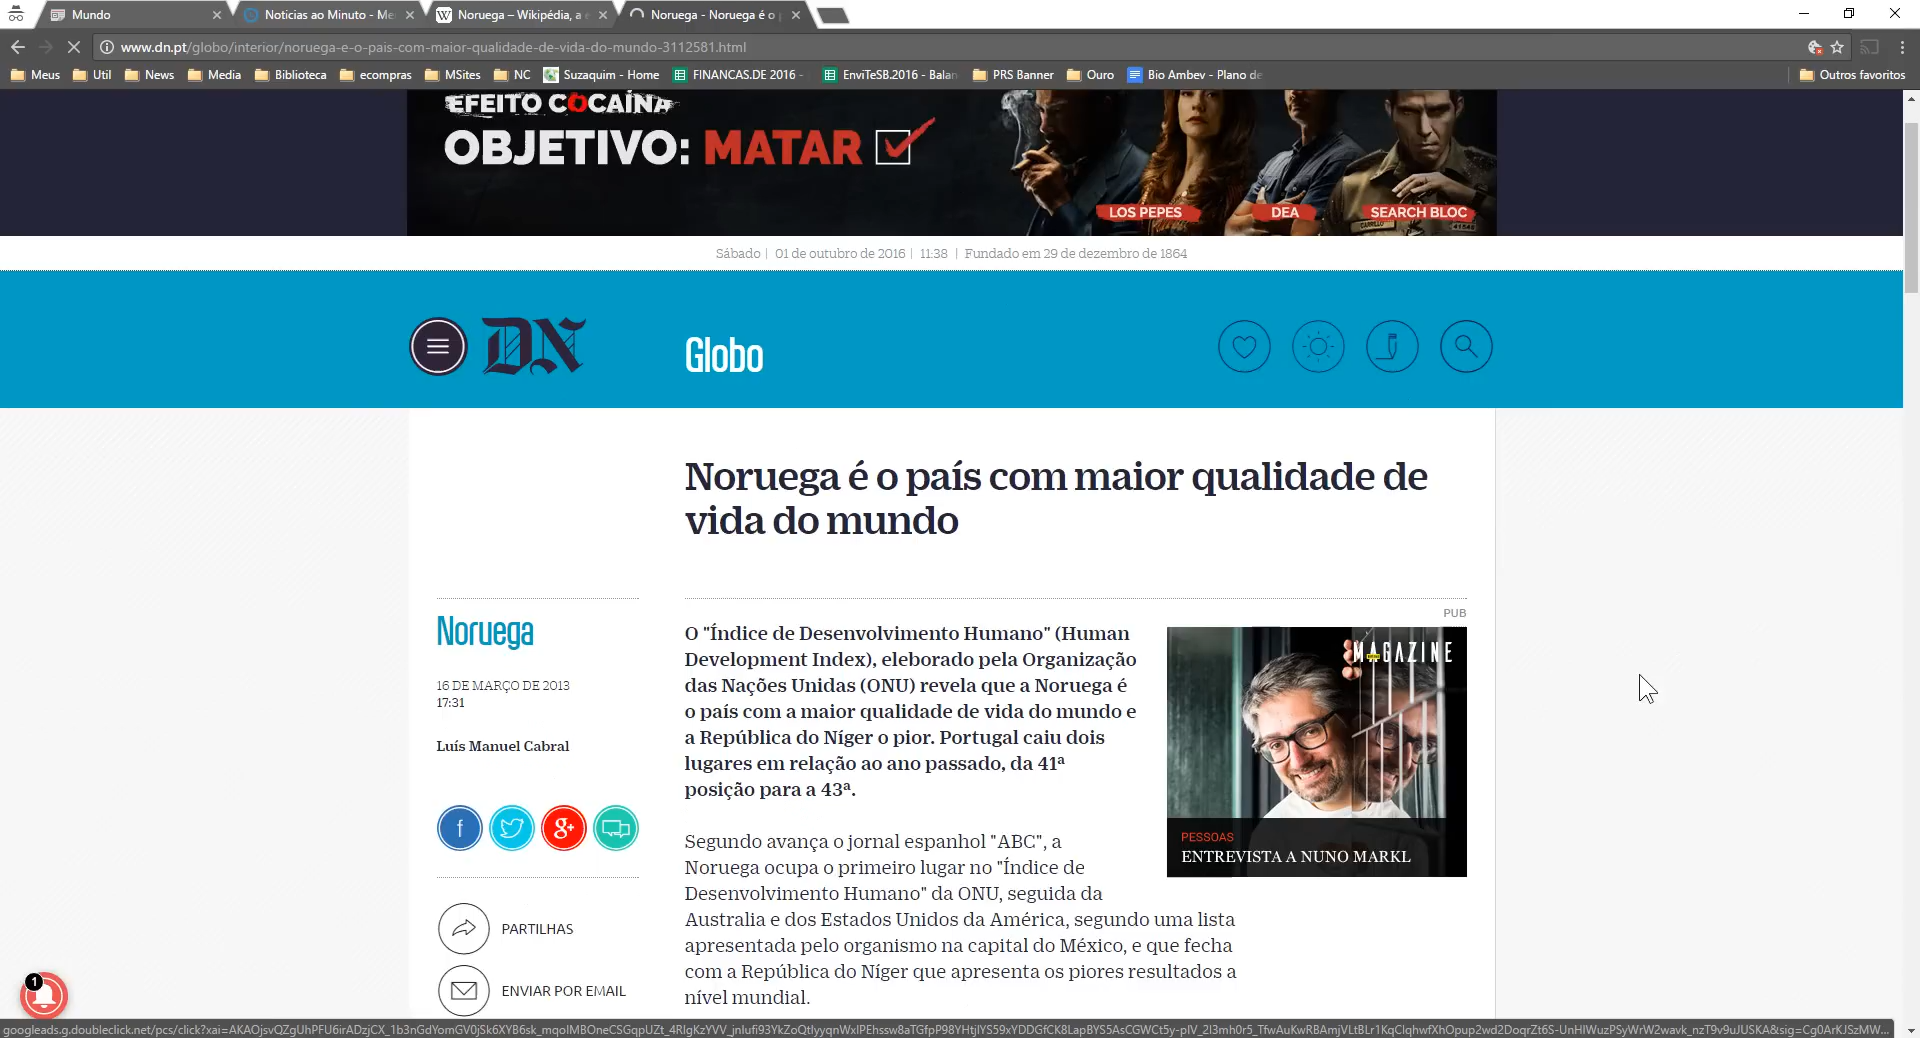 Mundo
Noticias ao Minuto - Me
Noruega – Wikipédia, a e
Noruega - Noruega é o p
www.dn.pt/globo/interior/noruega-e-o-pais-com-maior-qualidade-de-vida-do-mundo-3112581.html
Meus
Util
News
Media
Biblioteca
ecompras
MSites
NC
Suzaquim - Home
FINANCAS.DE 2016 -
EnviTeSB.2016 - Balan
PRS Banner
Ouro
Bio Ambev - Plano de
Outros favoritos
EFEITO COCAÍNA
OBJETIVO: MATAR
LOS PEPES
DEA
SEARCH BLOC
CARRILLO
Sábado | 01 de outubro de 2016 | 11:38 | Fundado em 29 de dezembro de 1864
DN
Globo
Noruega é o país com maior qualidade de
vida do mundo
Noruega
16 DE MARÇO DE 2013
17:31
Luís Manuel Cabral
f
g+
PARTILHAS
ENVIAR POR EMAIL
1
O "Índice de Desenvolvimento Humano" (Human
Development Index), eleborado pela Organização
das Nações Unidas (ONU) revela que a Noruega é
o país com a maior qualidade de vida do mundo e
a República do Níger o pior. Portugal caiu dois
lugares em relação ao ano passado, da 41ª
posição para a 43ª.
Segundo avança o jornal espanhol "ABC", a
Noruega ocupa o primeiro lugar no "Índice de
Desenvolvimento Humano" da ONU, seguida da
Australia e dos Estados Unidos da América, segundo uma lista
apresentada pelo organismo na capital do México, e que fecha
com a República do Níger que apresenta os piores resultados a
nível mundial.
PUB
MAGAZINE
PESSOAS
ENTREVISTA A NUNO MARKL